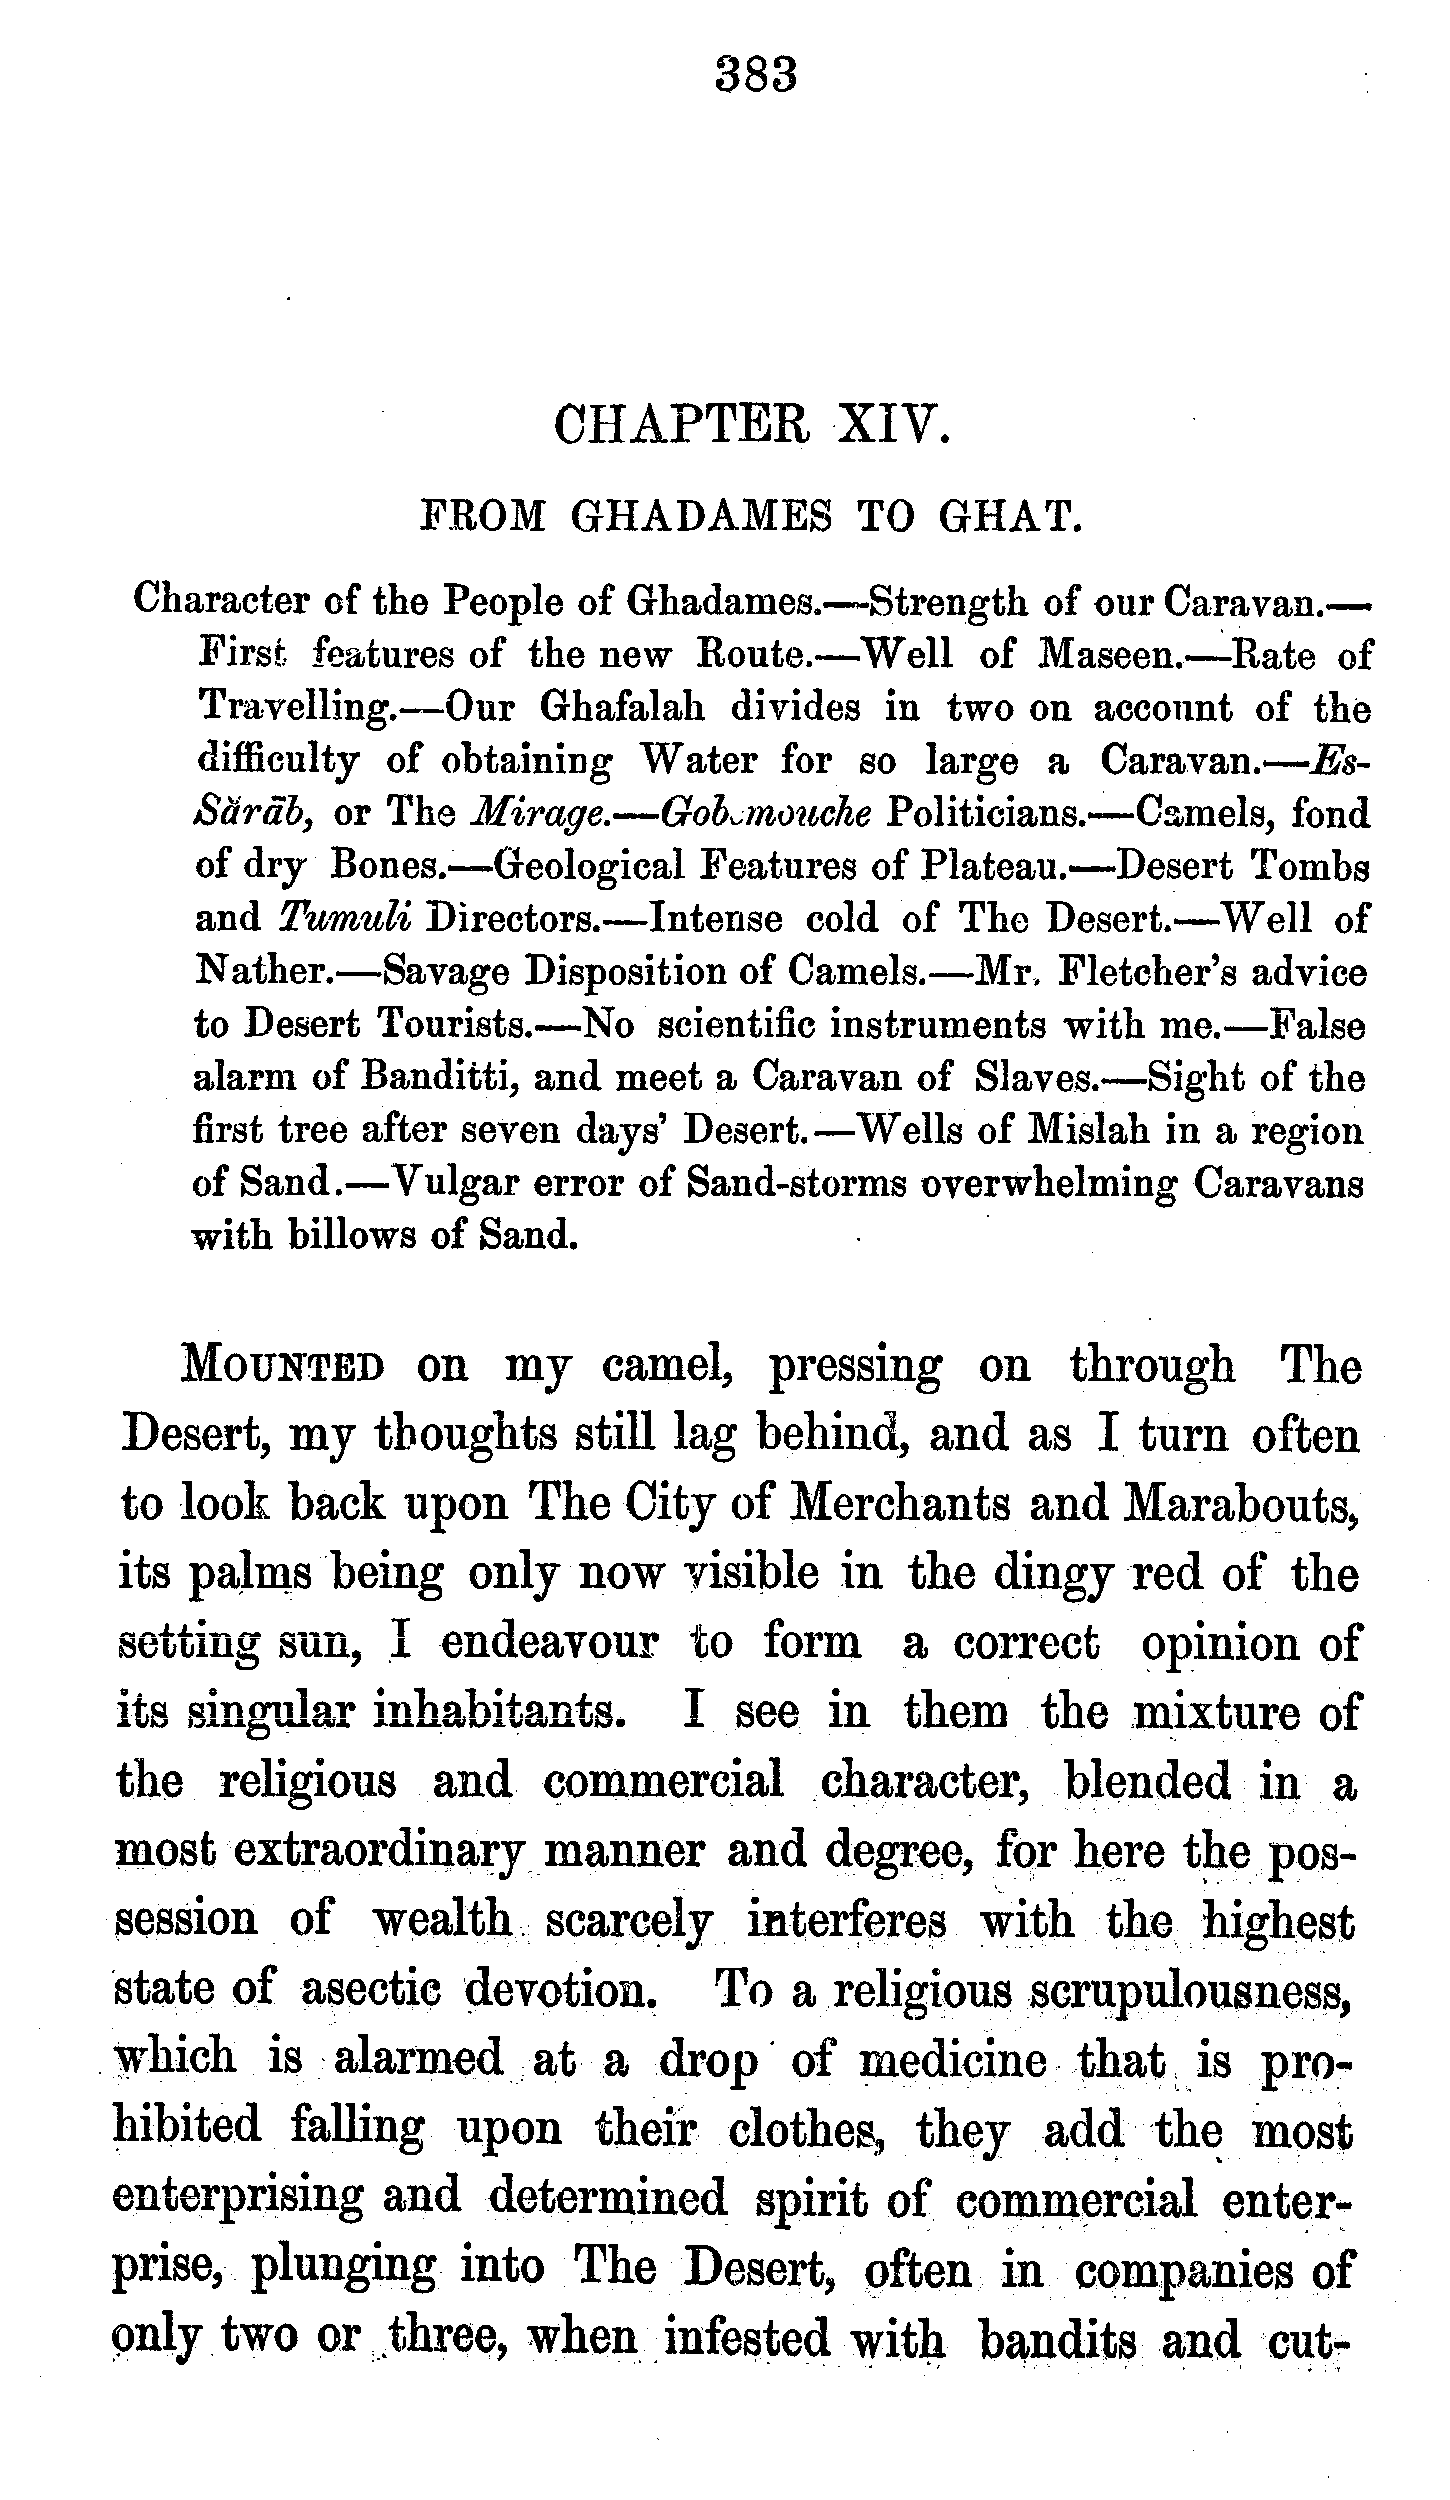 383
CHAPTER XIV.
FROM GHADAMES TO GHAT.
Character of the People of Ghadames.—Strength of our Caravan.—
First features of the new Route.—Well of Maseen.—Rate of
Travelling.—Our Ghafalah divides in two on account of the
difficulty of obtaining Water for so large a Caravan.—Es-
Sărāb, or The Mirage.—Gob-mouche Politicians.—Camels, fond
of dry Bones.—Geological Features of Plateau.—Desert Tombs
and Tumuli Directors.—Intense cold of The Desert.—Well of
Nather.—Savage Disposition of Camels.—Mr. Fletcher's advice
to Desert Tourists.—No scientific instruments with me.—False
alarm of Banditti, and meet a Caravan of Slaves.—Sight of the
first tree after seven days' Desert.—Wells of Mislah in a region
of Sand.—Vulgar error of Sand-storms overwhelming Caravans
with billows of Sand.
MOUNTED on my camel, pressing on through The
Desert, my thoughts still lag behind, and as I turn often
to look back upon The City of Merchants and Marabouts,
its palms being only now visible in the dingy red of the
setting sun, I endeavour to form a correct opinion of
its singular inhabitants. I see in them the mixture of
the religious and commercial character, blended in a
most extraordinary manner and degree, for here the pos-
session of wealth scarcely interferes with the highest
state of asectic devotion. To a religious scrupulousness,
which is alarmed at a drop of medicine that is pro-
hibited falling upon their clothes, they add the most
enterprising and determined spirit of commercial enter-
prise, plunging into The Desert, often in companies of
only two or three, when infested with bandits and cut-